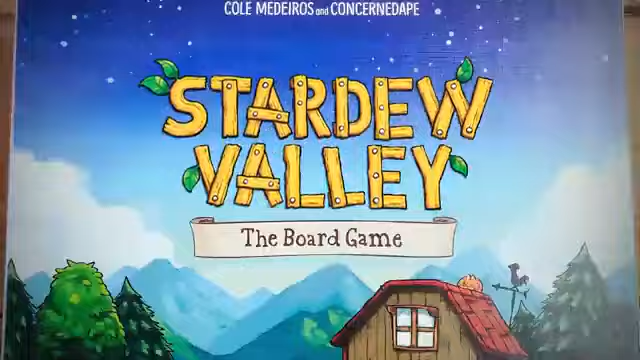 COLE MEDEIROS and CONCERNEDAPE
STARDEW
VALLEY
The Board Game